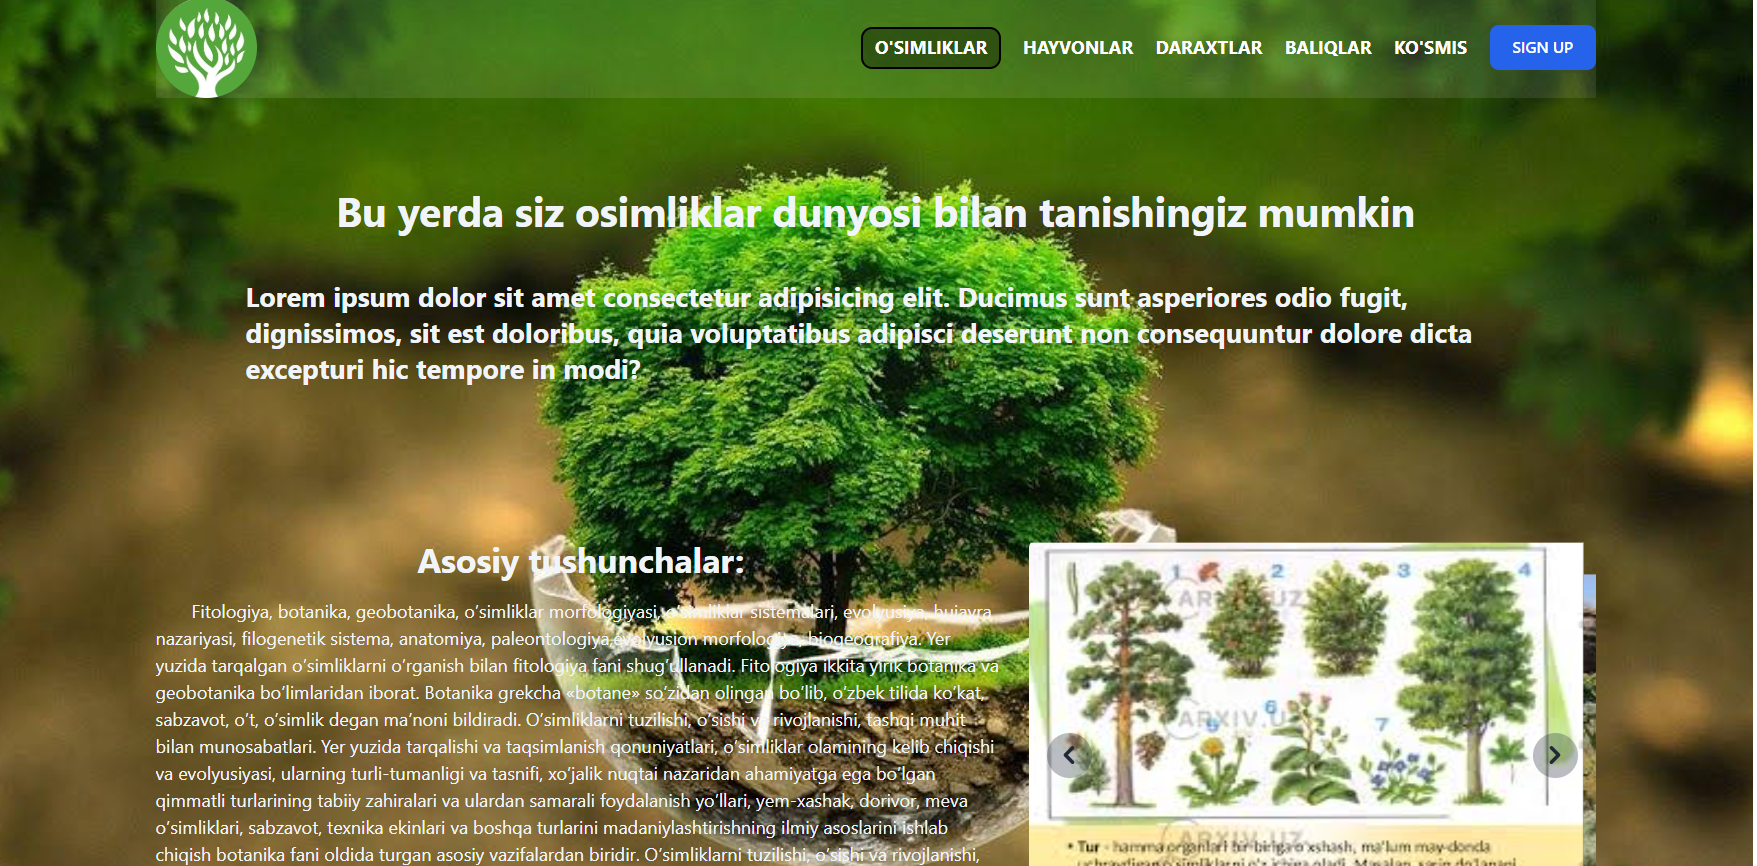 O'SIMLIKLAR HAYVONLAR DARAXTLAR BALIQLAR KO'SMIS SIGN UP
Bu yerda siz osimliklar dunyosi bilan tanishingiz mumkin
Lorem ipsum dolor sit amet consectetur adipisicing elit. Ducimus sunt asperiores odio fugit,
dignissimos, sit est doloribus, quia voluptatibus adipisci deserunt non consequuntur dolore dicta
excepturi hic tempore in modi?
Asosiy tushunchalar:
Fitologiya, botanika, geobotanika, o’simliklar morfologiyasi, o’simliklar sistemalari, evolyusiya, hujayra
nazariyasi, filogenetik sistema, anatomiya, paleontologiya,evolyusion morfologiya, biogeografiya. Yer
yuzida tarqalgan o’simliklarni o’rganish bilan fitologiya fani shug’ullanadi. Fitologiya ikkita yirik botanika va
geobotanika bo’limlaridan iborat. Botanika grekcha «botane» so’zidan olingan bo’lib, o’zbek tilida ko’kat,
sabzavot, o’t, o’simlik degan ma’noni bildiradi. O’simliklarni tuzilishi, o’sishi va rivojlanishi, tashqi muhit
bilan munosabatlari. Yer yuzida tarqalishi va taqsimlanish qonuniyatlari, o’simliklar olamining kelib chiqishi
va evolyusiyasi, ularning turli-tumanligi va tasnifi, xo’jalik nuqtai nazaridan ahamiyatga ega bo’lgan
qimmatli turlarining tabiiy zahiralari va ulardan samarali foydalanish yo’llari, yem-xashak, dorivor, meva
o’simliklari, sabzavot, texnika ekinlari va boshqa turlarini madaniylashtirishning ilmiy asoslarini ishlab
chiqish botanika fani oldida turgan asosiy vazifalardan biridir. O’simliklarni tuzilishi, o’sishi va rivojlanishi,
1 2 3 4
ARXIV.UZ
6
ARXIV.U
5 7
ARXIV.UZ
• Tur - hamma organlari bir-biriga o'xshash, ma'lum may-donda
uchraydigan o'simliklarni o'z ichiga oladi. Masalan,